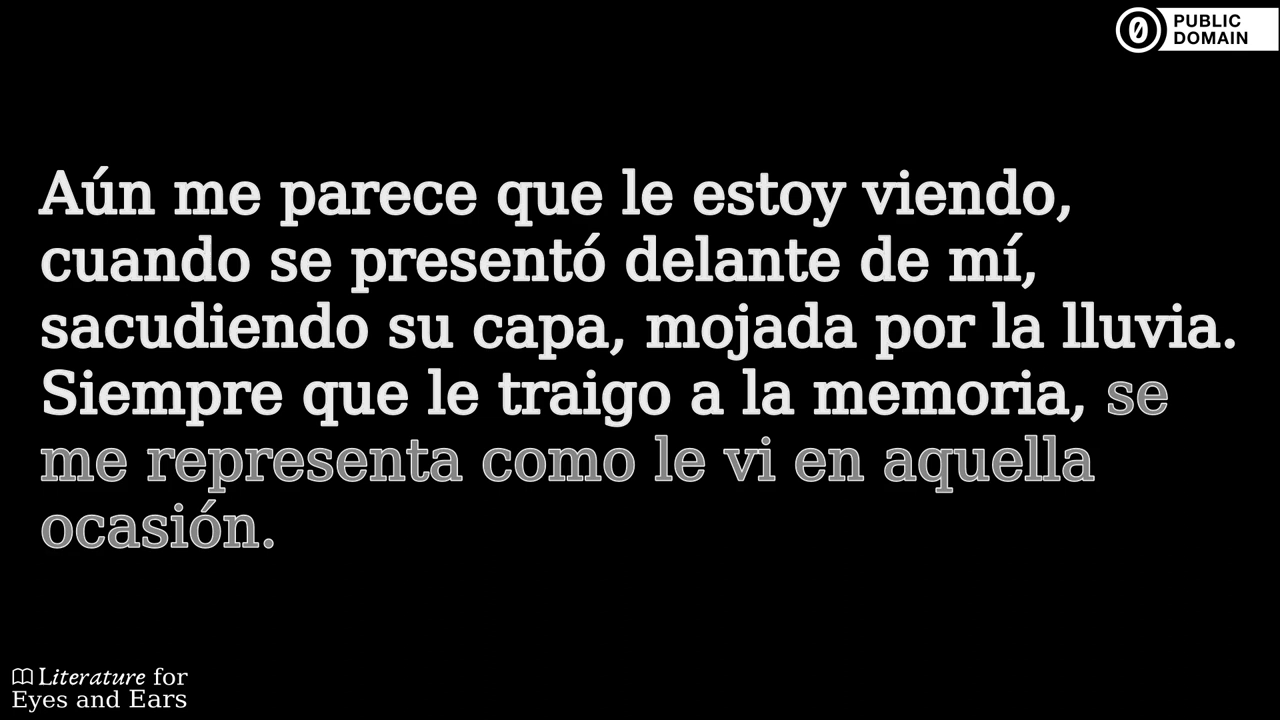 PUBLIC
DOMAIN
Aún me parece que le estoy viendo,
cuando se presentó delante de mí,
sacudiendo su capa, mojada por la lluvia.
Siempre que le traigo a la memoria, se
me representa como le vi en aquella
ocasión.
Literature for
Eyes and Ears